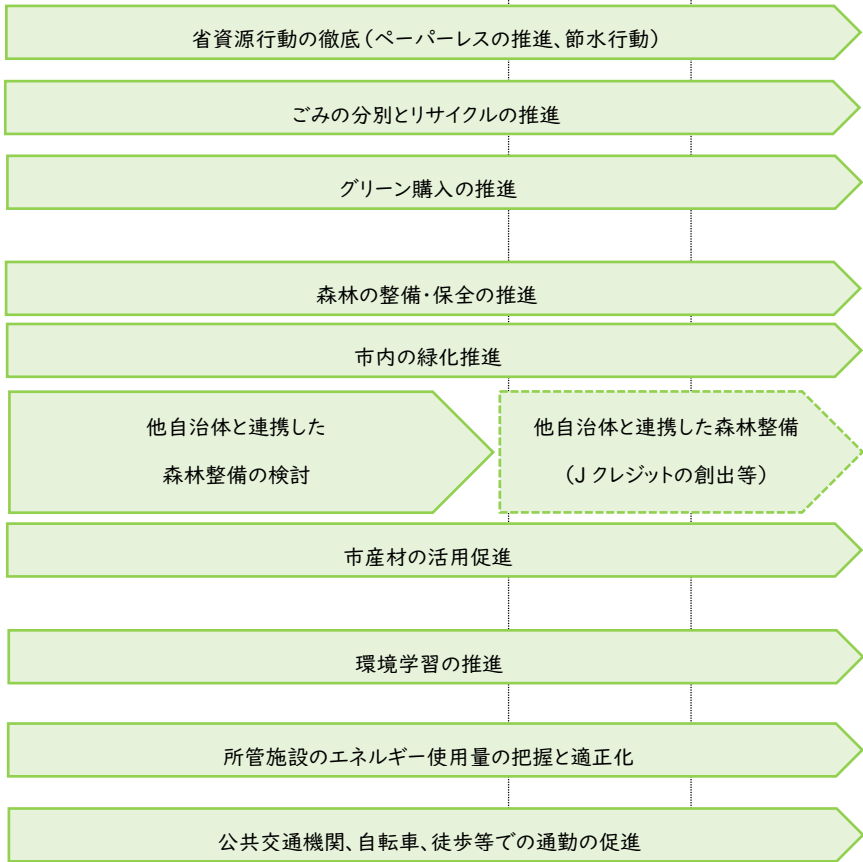 省資源行動の徹底（ペーパーレスの推進、節水行動）
ごみの分別とリサイクルの推進
グリーン購入の推進
森林の整備・保全の推進
市内の緑化推進
他自治体と連携した
森林整備の検討
他自治体と連携した森林整備
（J クレジットの創出等）
市産材の活用促進
環境学習の推進
所管施設のエネルギー使用量の把握と適正化
公共交通機関、自転車、徒歩等での通勤の促進